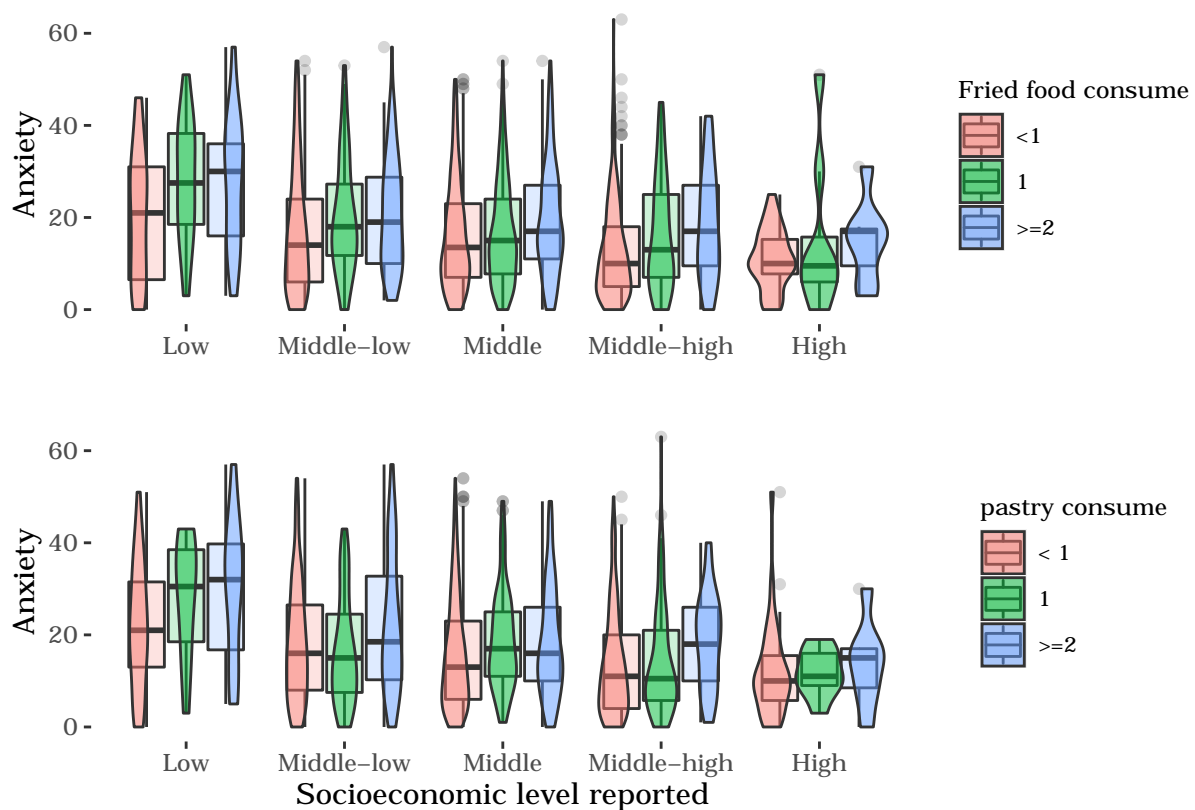 60
40
20
0
Anxiety
Low Middle−low Middle Middle−high High
Fried food consume
<1
1
>=2
60
40
20
0
Anxiety
Low Middle−low Middle Middle−high High
Socioeconomic level reported
pastry consume
< 1
1
>=2